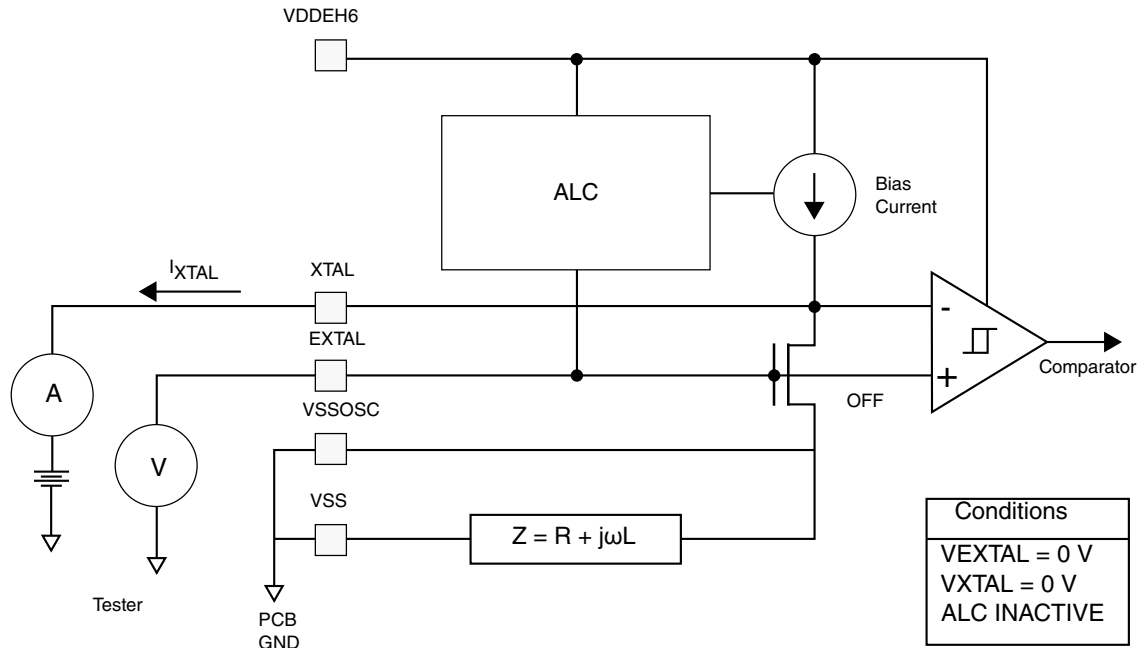 VDDEH6
ALC
Bias
Current
I XTAL
XTAL
EXTAL
-
+
Comparator
A
V
VSSOSC
OFF
VSS
Z = R + jωL
Conditions
VEXTAL = 0 V
VXTAL = 0 V
ALC INACTIVE
Tester
PCB
GND